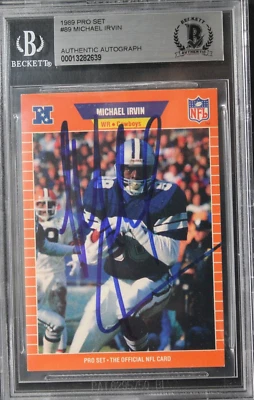 1989 PRO SET
#89 MICHAEL IRVIN
BECKETT
AUTHENTIC AUTOGRAPH
00013282639
BECKETT
MICHAEL IRVIN
WR • Cowboys
NFL
88
PRO SET • THE OFFICIAL NFL CARD